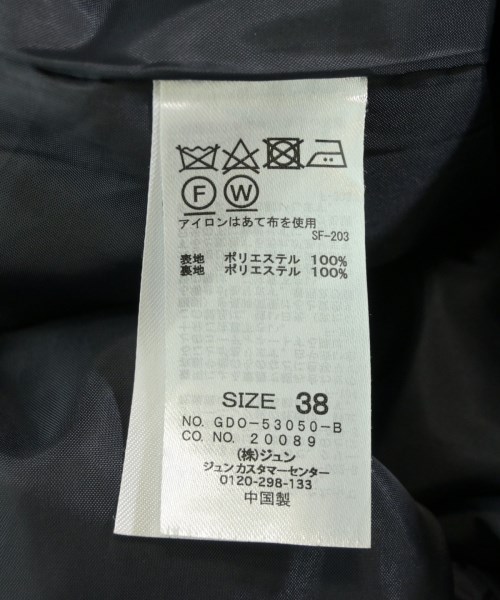 F W
アイロンはあて布を使用
SF-203
表地 ポリエステル 100%
裏地 ポリエステル 100%
SIZE 38
NO. GDO-53050-B
CO. NO. 20089
(株)ジュン
ジュンカスタマーセンター
0120-298-133
中国製